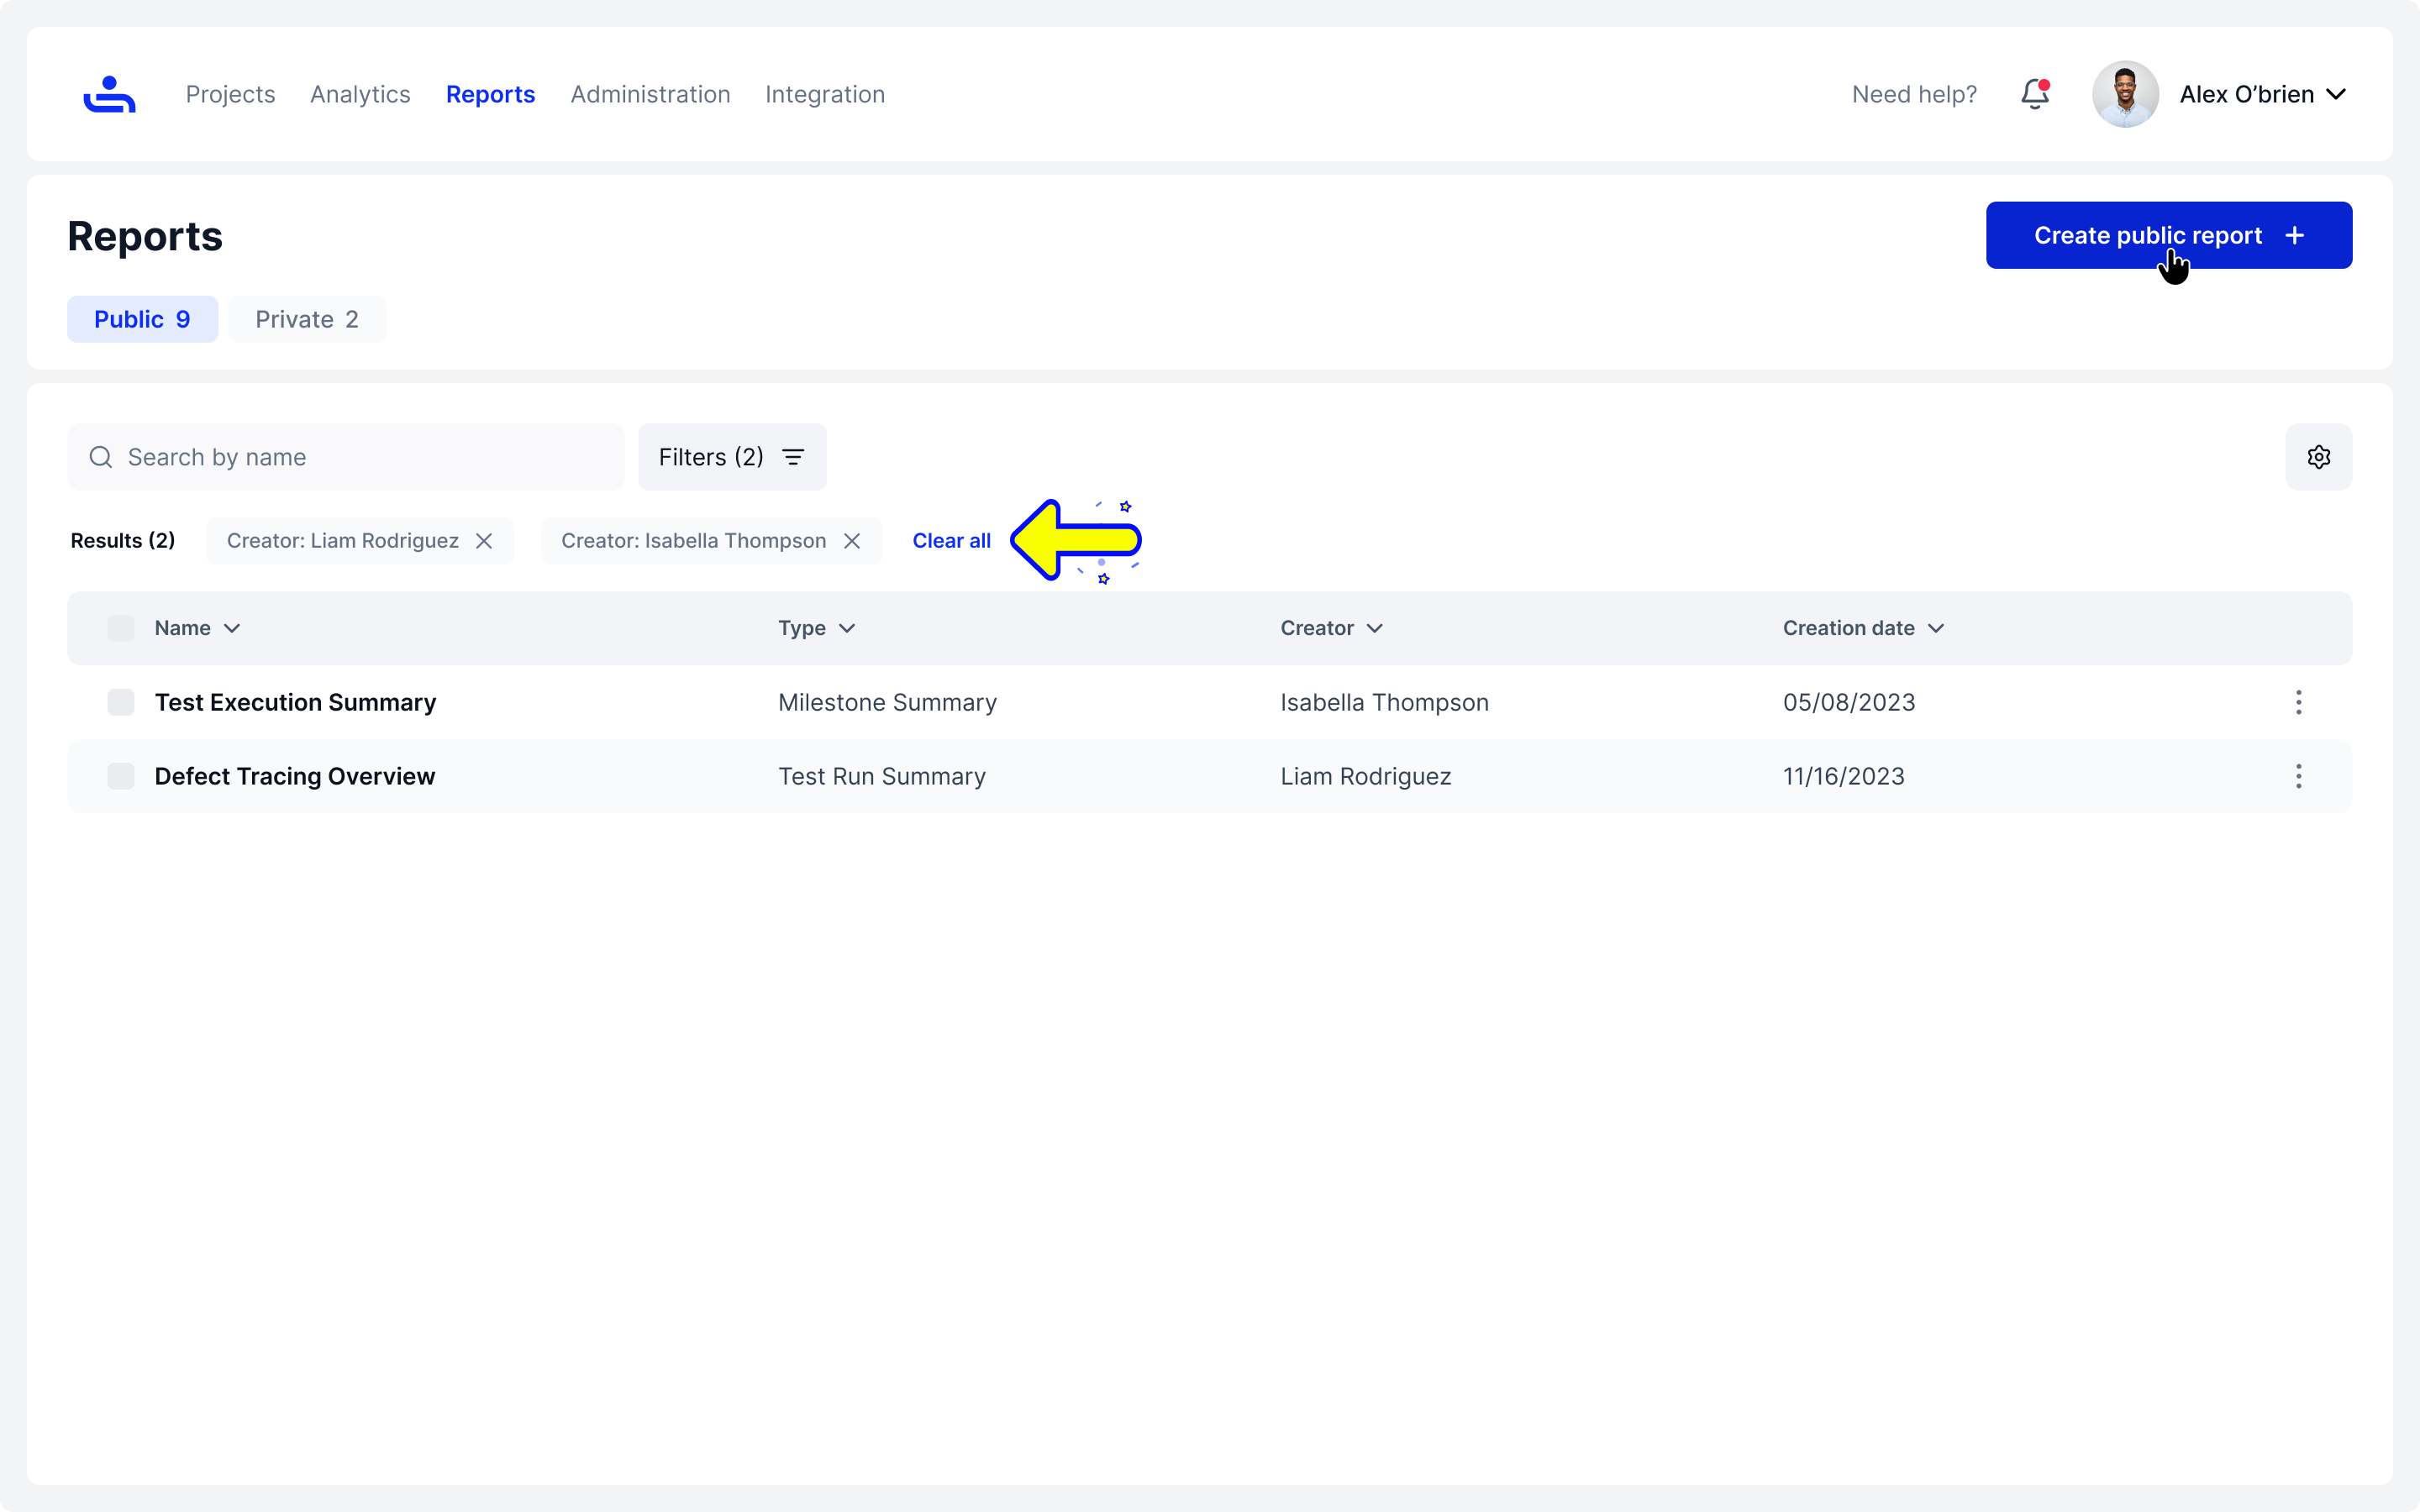 Projects Analytics Reports Administration Integration Need help? Alex O’brien
Reports Create public report
Public 9 Private 2
Search by name Filters (2)
Results (2) Creator: Liam Rodriguez Creator: Isabella Thompson Clear all
Name Type Creator Creation date
Test Execution Summary Milestone Summary Isabella Thompson 05/08/2023
Defect Tracing Overview Test Run Summary Liam Rodriguez 11/16/2023